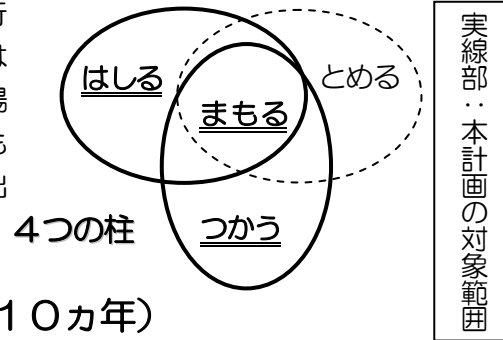 はしる
とめる
まもる
つかう
4つの柱
10ヵ年）
実線部：本計画の対象範囲